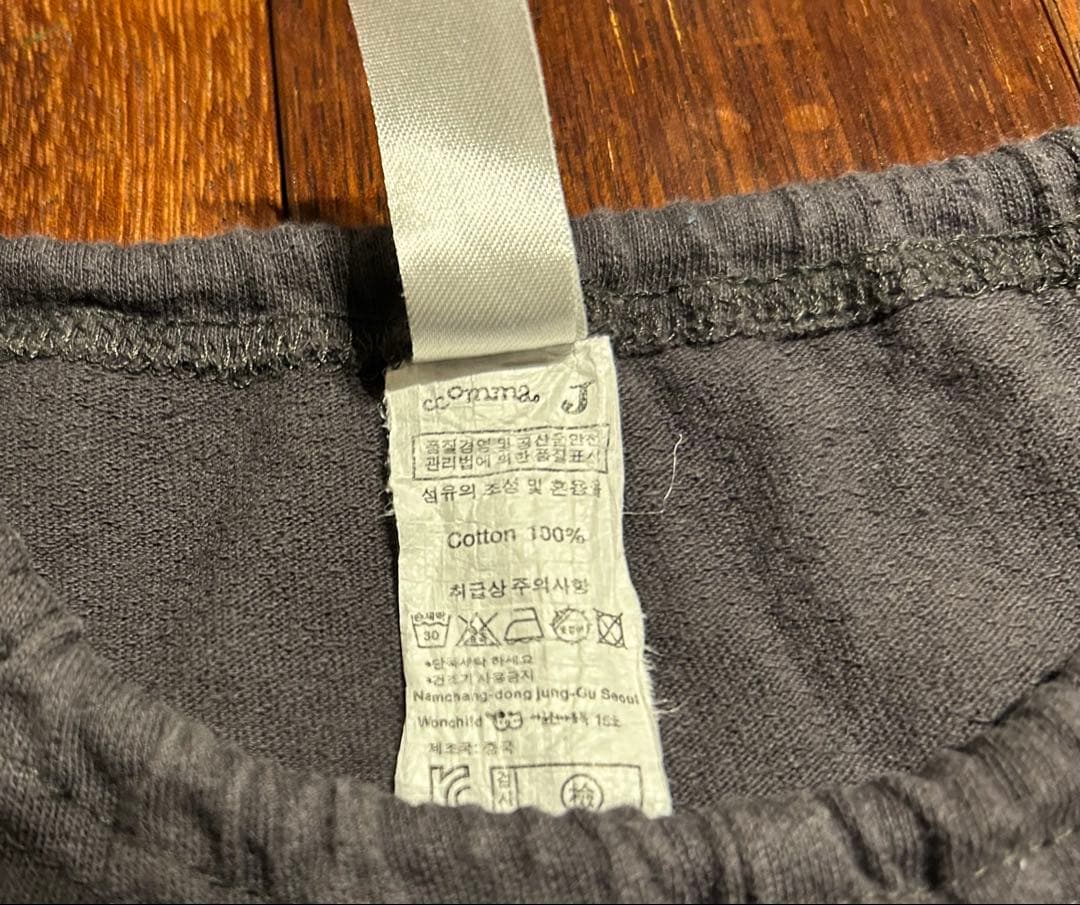 comma J
품질경영 및 공산품안전
관리법에 의한 품질표시
섬유의 조성 및 혼용율
Cotton 100%
취급상 주의사항
30
*단독세탁 하세요
*건조기 사용금지
Namchang-dong Jung-Gu Seoul
Wonchild
제조국: 중국
검사
檢